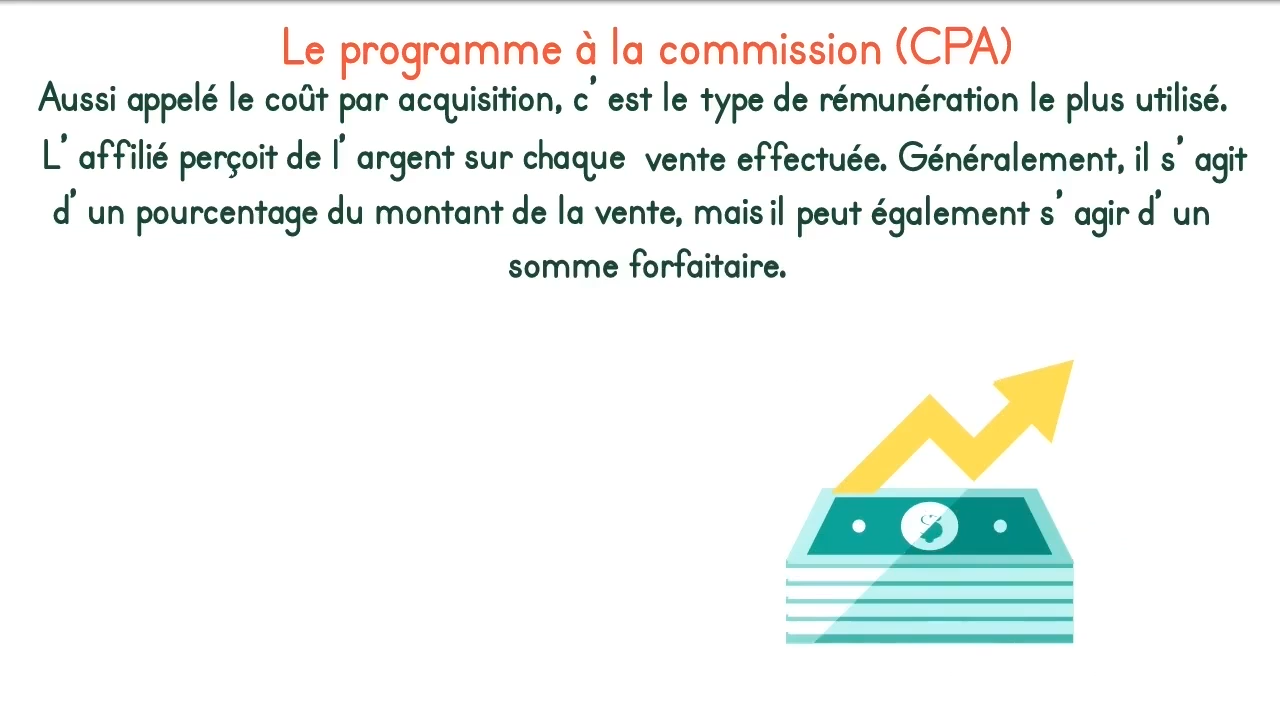 Le programme à la commission (CPA)
Aussi appelé le coût par acquisition, c’ est le type de rémunération le plus utilisé.
L’ affilié perçoit de l’ argent sur chaque vente effectuée. Généralement, il s’ agit
d’ un pourcentage du montant de la vente, mais il peut également s’ agir d’ un
somme forfaitaire.
$